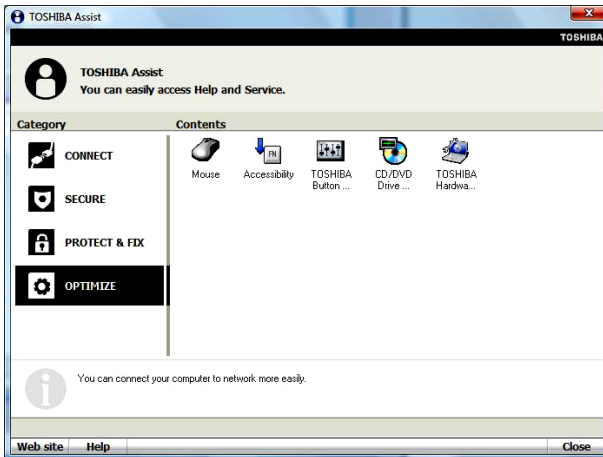 TOSHIBA Assist
TOSHIBA
TOSHIBA Assist
You can easily access Help and Service.
Category
Contents
CONNECT
SECURE
PROTECT & FIX
OPTIMIZE
Mouse
Accessibility
FN
TOSHIBA
Button ...
CD/DVD
Drive ...
TOSHIBA
Hardwa...
You can connect your computer to network more easily.
Web site
Help
Close